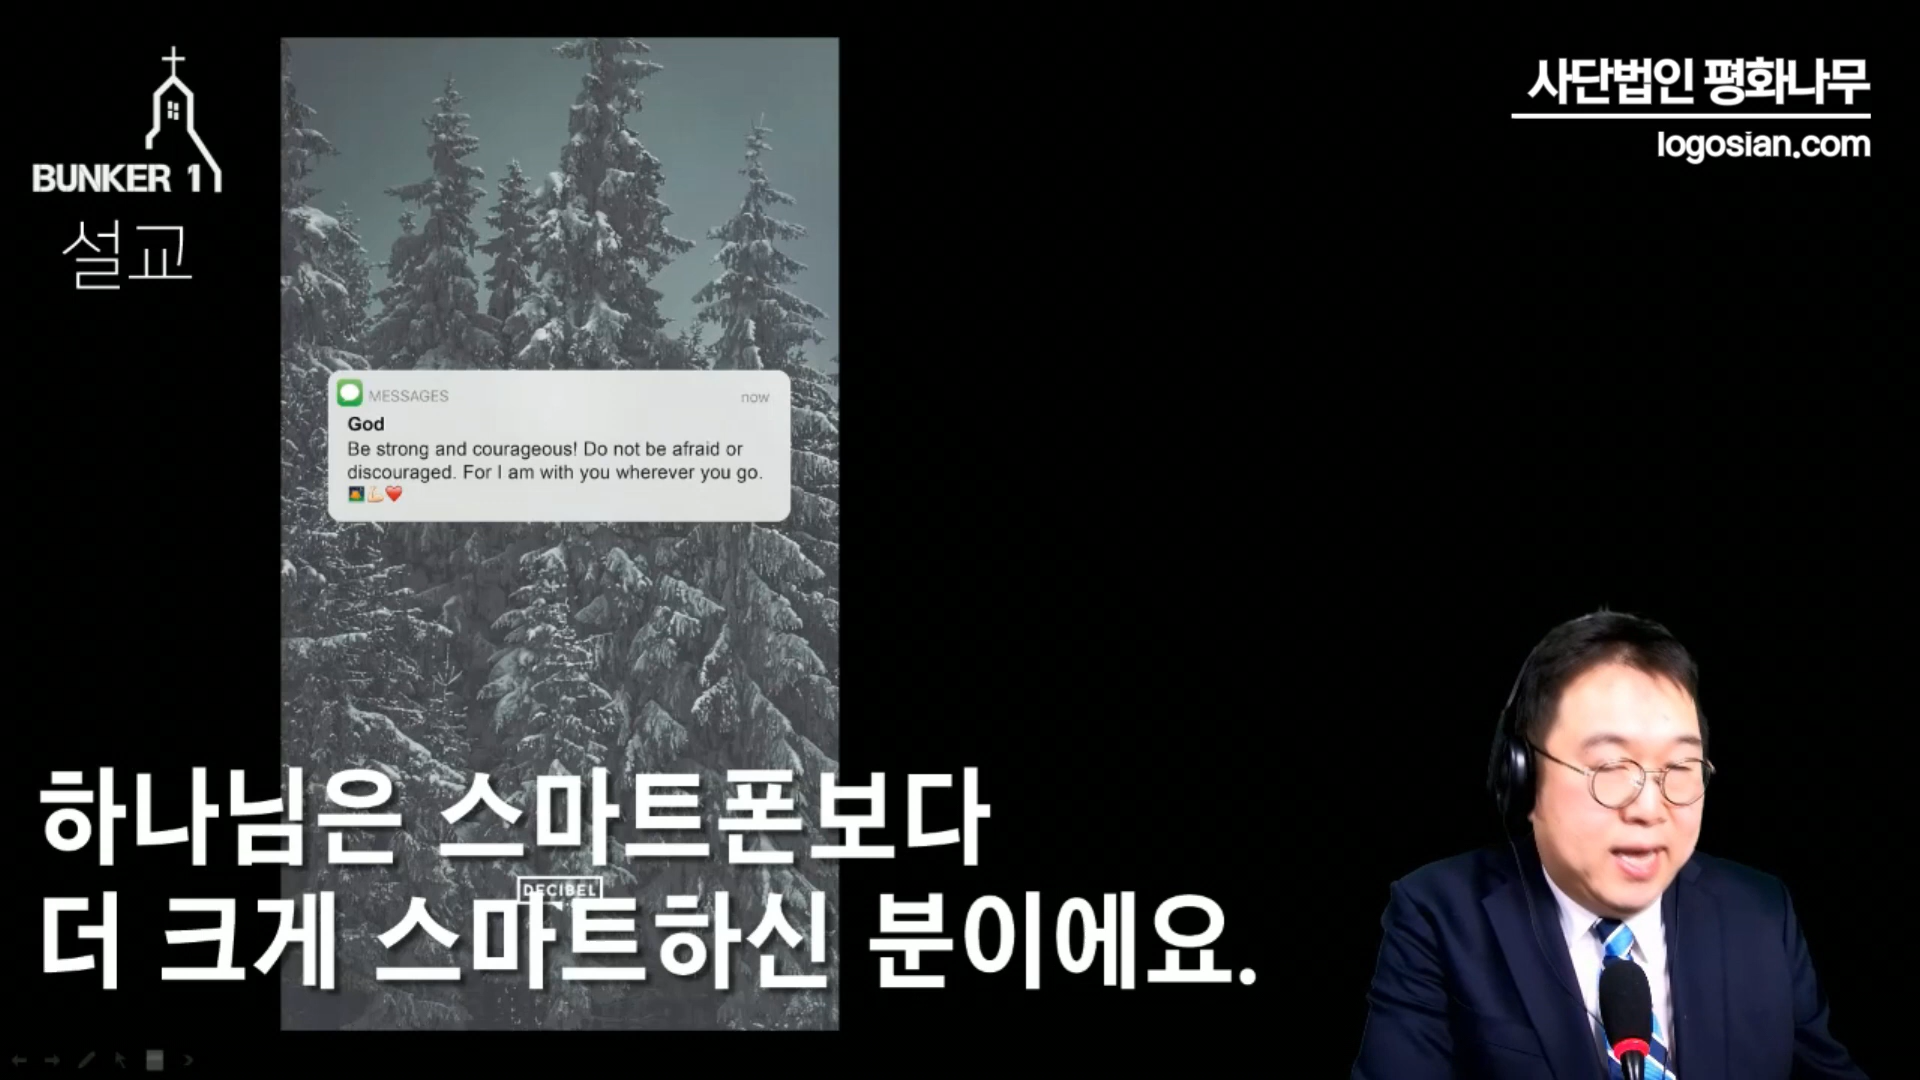 BUNKER 1
설교
사단법인 평화나무
logosian.com
MESSAGES
now
God
Be strong and courageous! Do not be afraid or
discouraged. For I am with you wherever you go.
🌋💪🏻❤️
하나님은 스마트폰보다
DECIBEL
더 크게 스마트하신 분이에요.